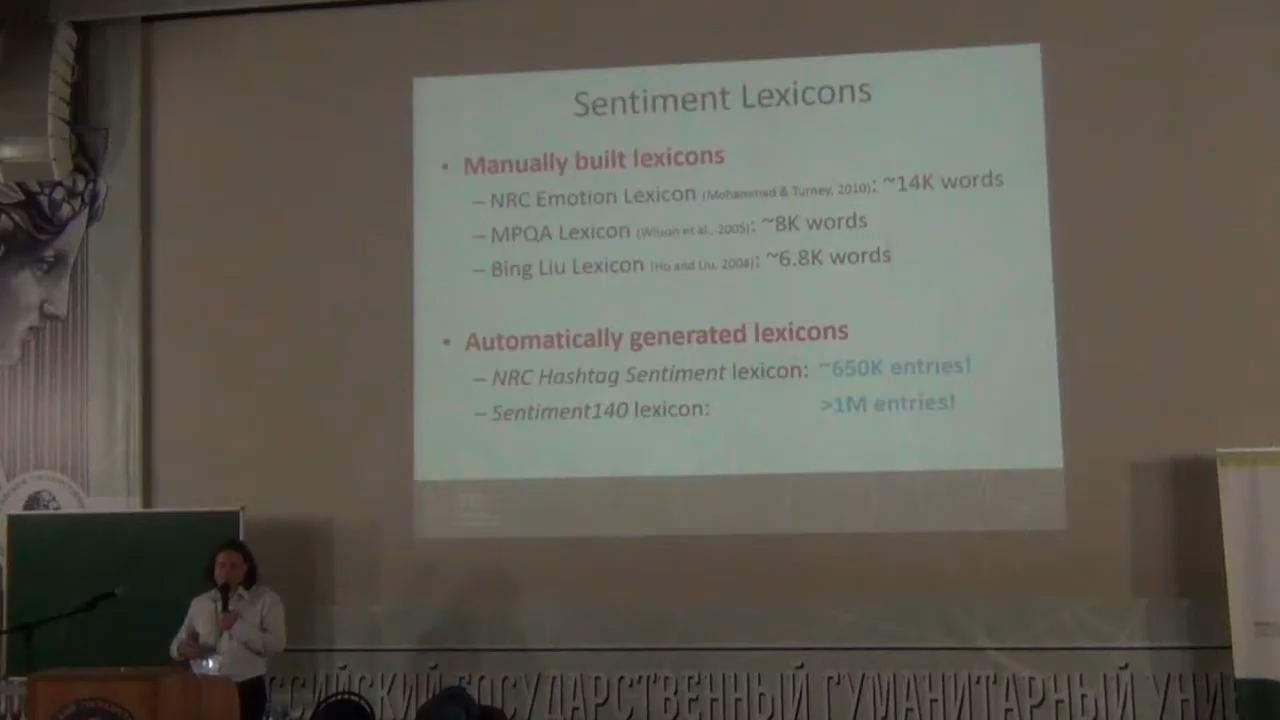 Sentiment Lexicons
• Manually built lexicons
– NRC Emotion Lexicon (Mohammad & Turney, 2010): ~14K words
– MPQA Lexicon (Wilson et al., 2005): ~8K words
– Bing Liu Lexicon (Hu and Liu, 2004): ~6.8K words
• Automatically generated lexicons
– NRC Hashtag Sentiment lexicon: ~650K entries!
– Sentiment140 lexicon: >1M entries!
ССИЙСКИЙ ГОСУДАРСТВЕННЫЙ ГУМАНИТАРНЫЙ УНИ